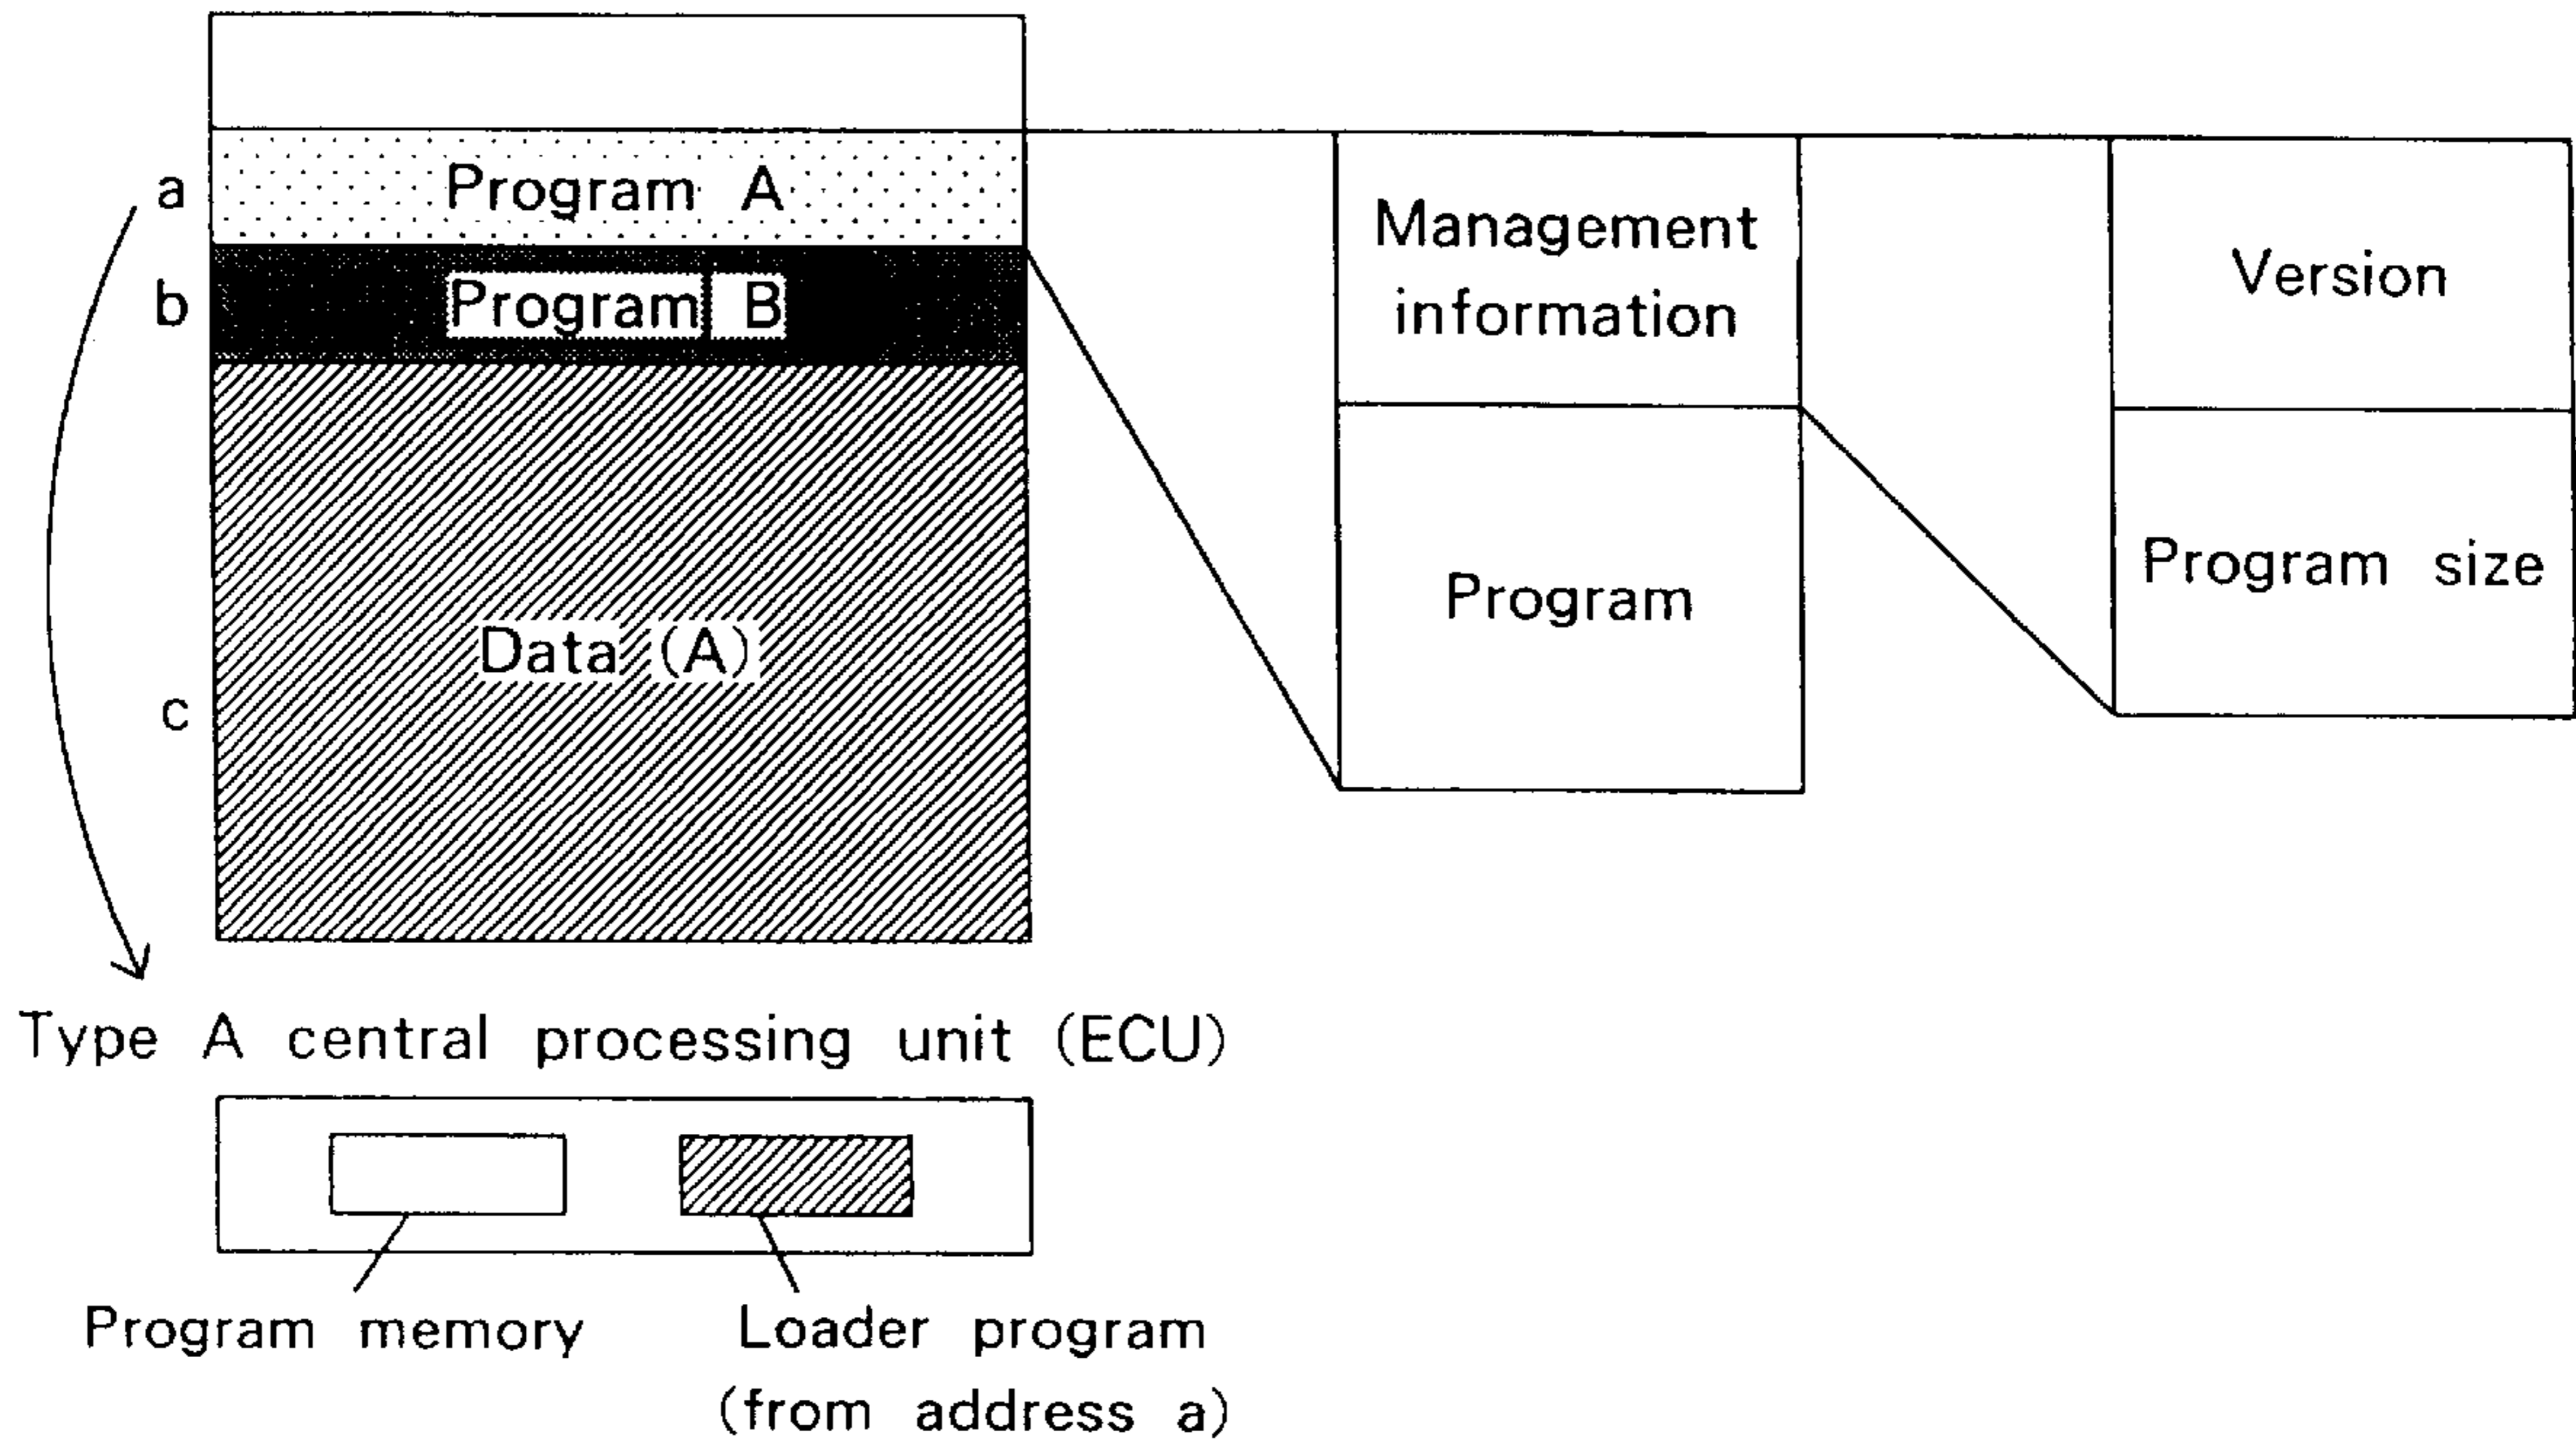 a
Program A
b
Program B
c
Data (A)
Management
information
Program
Version
Program size
Type A central processing unit (ECU)
Program memory
Loader program
(from address a)